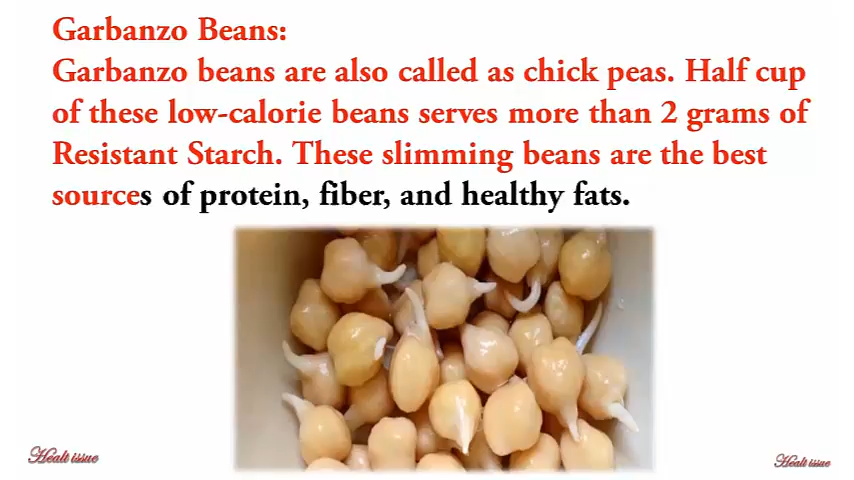 Garbanzo Beans:
Garbanzo beans are also called as chick peas. Half cup
of these low-calorie beans serves more than 2 grams of
Resistant Starch. These slimming beans are the best
sources of protein, fiber, and healthy fats.
Healt issue
Healt issue